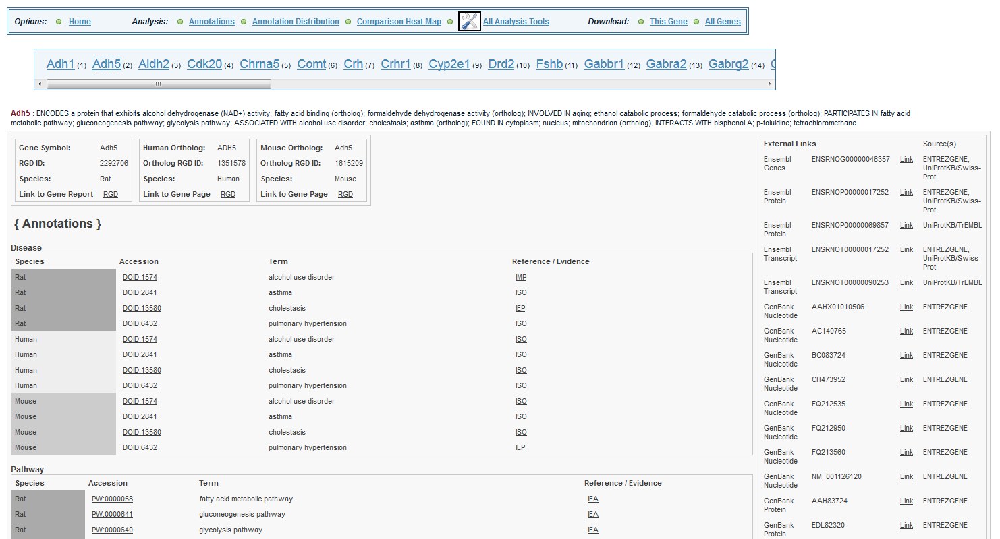 Options: Home Analysis: Annotations Annotation Distribution Comparison Heat Map All Analysis Tools Download: This Gene All Genes
Adh1 (1) Adh5 (2) Aldh2 (3) Cdk20 (4) Chrna5 (5) Comt (6) Crh (7) Crhr1 (8) Cyp2e1 (9) Drd2 (10) Fshb (11) Gabbr1 (12) Gabra2 (13) Gabrg2 (14)
Adh5 : ENCODES a protein that exhibits alcohol dehydrogenase (NAD+) activity; fatty acid binding (ortholog); formaldehyde dehydrogenase activity (ortholog); INVOLVED IN aging; ethanol catabolic process; formaldehyde catabolic process (ortholog); PARTICIPATES IN fatty acid
metabolic pathway; gluconeogenesis pathway; glycolysis pathway; ASSOCIATED WITH alcohol use disorder; cholestasis; asthma (ortholog); FOUND IN cytoplasm; nucleus; mitochondrion (ortholog); INTERACTS WITH bisphenol A; p-toluidine; tetrachloromethane
Gene Symbol: Adh5
RGD ID: 2292706
Species: Rat
Link to Gene Report RGD
Human Ortholog: ADH5
Ortholog RGD ID: 1351578
Species: Human
Link to Gene Page RGD
Mouse Ortholog: Adh5
Ortholog RGD ID: 1615209
Species: Mouse
Link to Gene Page RGD
{ Annotations }
Disease
Species Accession Term Reference / Evidence
Rat DOID:1574 alcohol use disorder IMP
Rat DOID:2841 asthma ISO
Rat DOID:13580 cholestasis IEP
Rat DOID:6432 pulmonary hypertension ISO
Human DOID:1574 alcohol use disorder ISO
Human DOID:2841 asthma ISO
Human DOID:13580 cholestasis ISO
Human DOID:6432 pulmonary hypertension ISO
Mouse DOID:1574 alcohol use disorder ISO
Mouse DOID:2841 asthma ISO
Mouse DOID:13580 cholestasis ISO
Mouse DOID:6432 pulmonary hypertension IEP
Pathway
Species Accession Term Reference / Evidence
Rat PW:0000058 fatty acid metabolic pathway IEA
Rat PW:0000641 gluconeogenesis pathway IEA
Rat PW:0000640 glycolysis pathway IEA
External Links Source(s)
Ensembl ENSRNOG00000046357 Link ENTREZGENE,
Genes UniProtKB/Swiss-
Prot
Ensembl ENSRNOP00000017252 Link ENTREZGENE,
Protein UniProtKB/Swiss-
Prot
Ensembl ENSRNOP00000069857 Link UniProtKB/TrEMBL
Protein
Ensembl ENSRNOT00000017252 Link ENTREZGENE,
Transcript UniProtKB/Swiss-
Prot
Ensembl ENSRNOT00000090253 Link UniProtKB/TrEMBL
Transcript
GenBank AAHX01010506 Link ENTREZGENE
Nucleotide
GenBank AC140765 Link ENTREZGENE
Nucleotide
GenBank BC083724 Link ENTREZGENE
Nucleotide
GenBank CH473952 Link ENTREZGENE
Nucleotide
GenBank FQ212535 Link ENTREZGENE
Nucleotide
GenBank FQ212950 Link ENTREZGENE
Nucleotide
GenBank FQ213560 Link ENTREZGENE
Nucleotide
GenBank NM_001126120 Link ENTREZGENE
Nucleotide
GenBank AAH83724 Link ENTREZGENE
Protein
GenBank EDL82320 Link ENTREZGENE
Protein